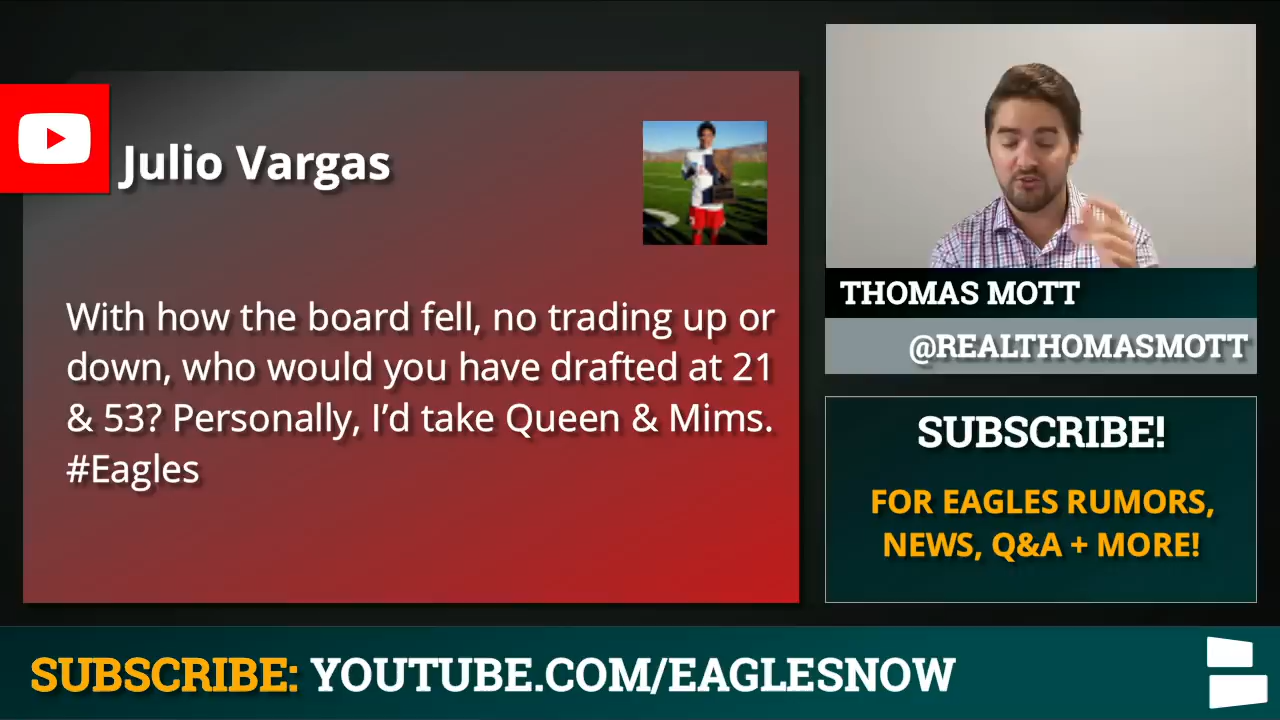 Julio Vargas
With how the board fell, no trading up or
down, who would you have drafted at 21
& 53? Personally, I’d take Queen & Mims.
#Eagles
THOMAS MOTT
@REALTHOMASMOTT
SUBSCRIBE!
FOR EAGLES RUMORS,
NEWS, Q&A + MORE!
SUBSCRIBE: YOUTUBE.COM/EAGLESNOW